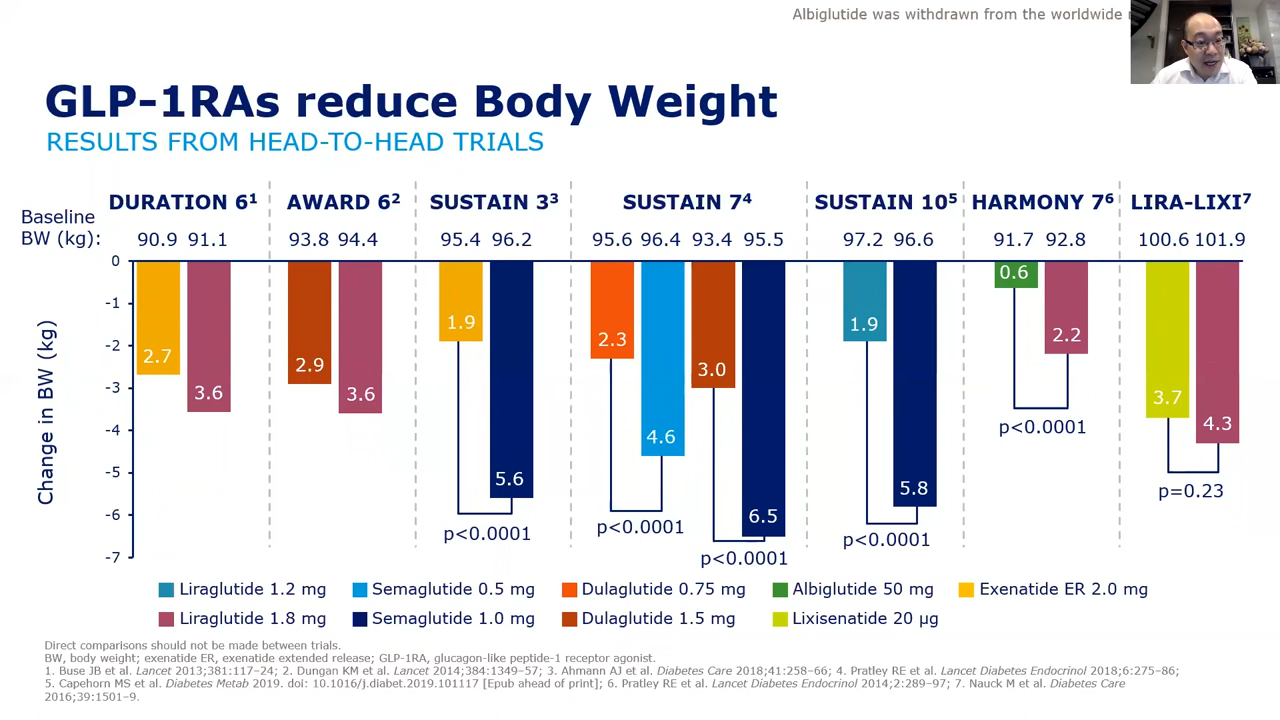 Albiglutide was withdrawn from the worldwide
GLP-1RAs reduce Body Weight
RESULTS FROM HEAD-TO-HEAD TRIALS
DURATION 6¹ AWARD 6² SUSTAIN 3³ SUSTAIN 7⁴ SUSTAIN 10⁵ HARMONY 7⁶ LIRA-LIXI⁷
Baseline
BW (kg): 90.9 91.1 93.8 94.4 95.4 96.2 95.6 96.4 93.4 95.5 97.2 96.6 91.7 92.8 100.6 101.9
Change in BW (kg)
0
-1
-2
-3
-4
-5
-6
-7
2.7 3.6
2.9 3.6
1.9 5.6
p<0.0001
2.3 4.6 3.0 6.5
p<0.0001
p<0.0001
1.9 5.8
p<0.0001
0.6 2.2
p<0.0001
3.7 4.3
p=0.23
Liraglutide 1.2 mg Semaglutide 0.5 mg Dulaglutide 0.75 mg Albiglutide 50 mg Exenatide ER 2.0 mg
Liraglutide 1.8 mg Semaglutide 1.0 mg Dulaglutide 1.5 mg Lixisenatide 20 µg
Direct comparisons should not be made between trials.
BW, body weight; exenatide ER, exenatide extended release; GLP-1RA, glucagon-like peptide-1 receptor agonist.
1. Buse JB et al. Lancet 2013;381:117–24; 2. Dungan KM et al. Lancet 2014;384:1349–57; 3. Ahmann AJ et al. Diabetes Care 2018;41:258–66; 4. Pratley RE et al. Lancet Diabetes Endocrinol 2018;6:275–86;
5. Capehorn MS et al. Diabetes Metab 2019. doi: 10.1016/j.diabet.2019.101117 [Epub ahead of print]; 6. Pratley RE et al. Lancet Diabetes Endocrinol 2014;2:289–97; 7. Nauck M et al. Diabetes Care
2016;39:1501–9.